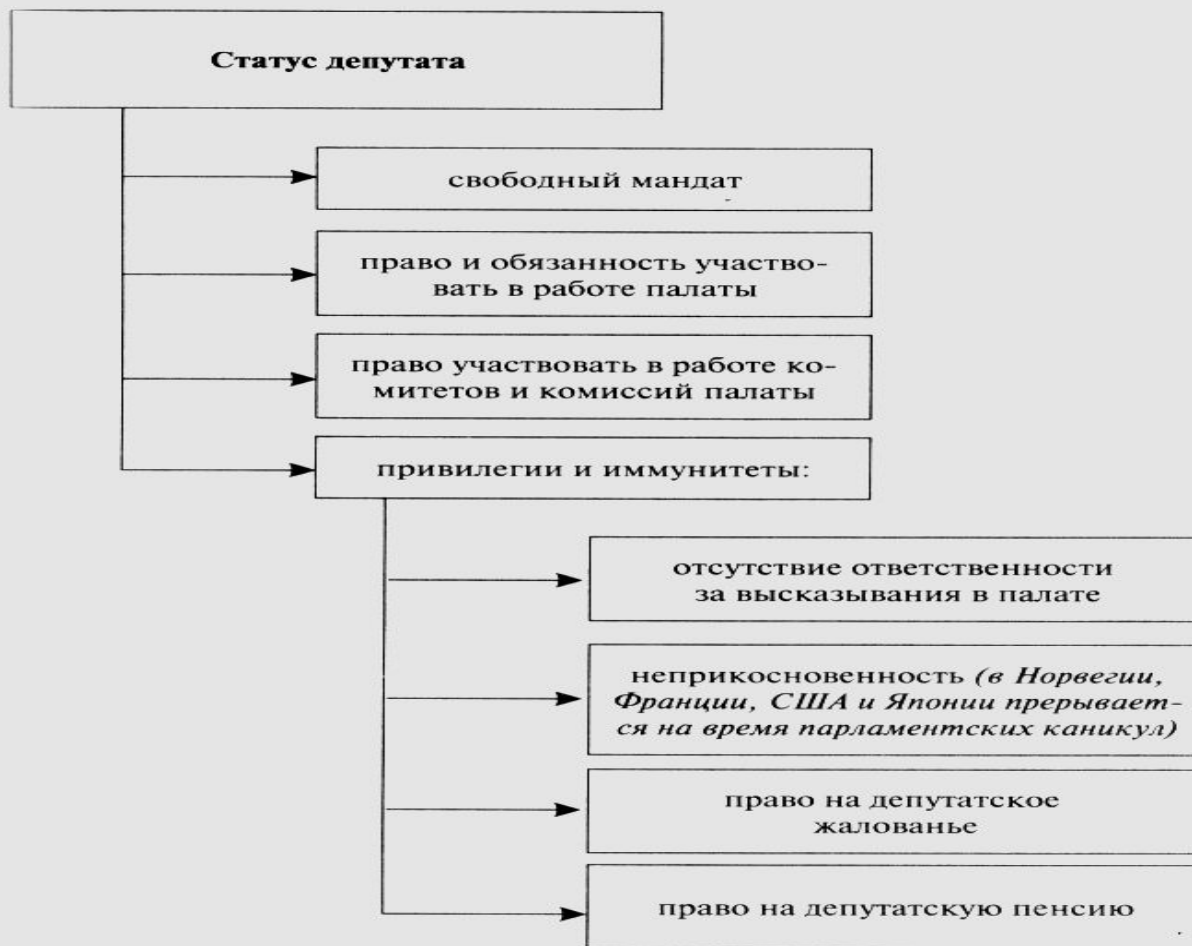 Статус депутата
свободный мандат
право и обязанность участво-
вать в работе палаты
право участвовать в работе ко-
митетов и комиссий палаты
привилегии и иммунитеты:
отсутствие ответственности
за высказывания в палате
неприкосновенность (в Норвегии,
Франции, США и Японии прерывает-
ся на время парламентских каникул)
право на депутатское
жалованье
право на депутатскую пенсию